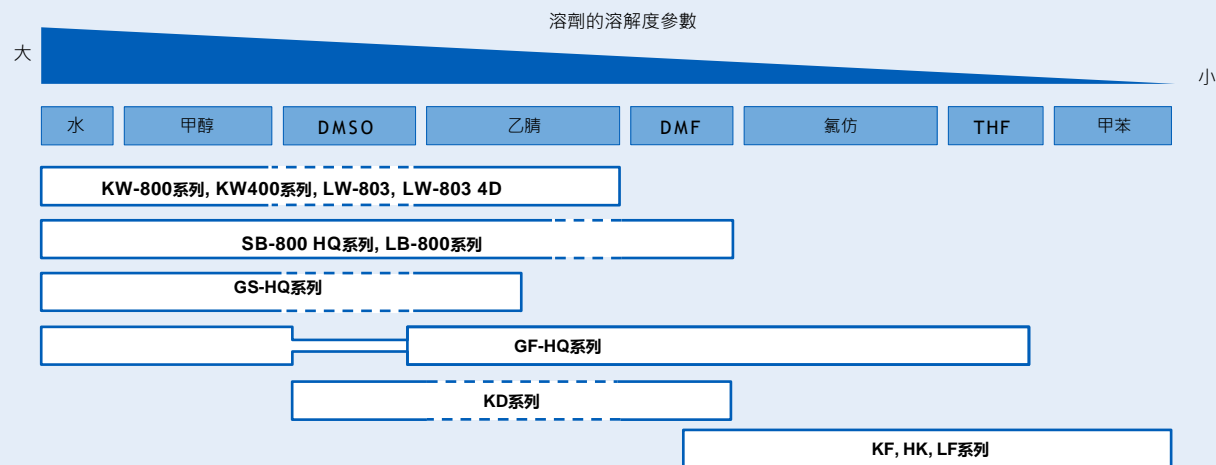 溶劑的溶解度參數
大
小
水 甲醇 DMSO 乙腈 DMF 氯仿 THF 甲苯
KW-800系列, KW400系列, LW-803, LW-803 4D
SB-800 HQ系列, LB-800系列
GS-HQ系列
GF-HQ系列
KD系列
KF, HK, LF系列